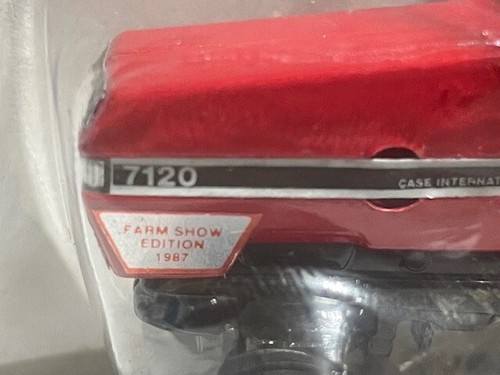 7120
CASE INTERNAT
FARM SHOW
EDITION
1987